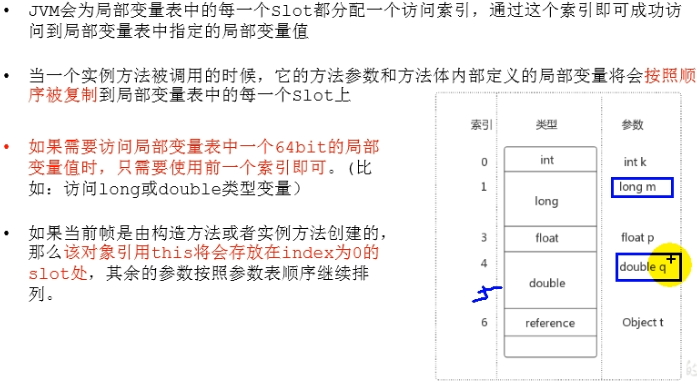 • JVM会为局部变量表中的每一个Slot都分配一个访问索引，通过这个索引即可成功访
问到局部变量表中指定的局部变量值
• 当一个实例方法被调用的时候，它的方法参数和方法体内部定义的局部变量将会按照顺
序被复制到局部变量表中的每一个Slot上
• 如果需要访问局部变量表中一个64bit的局部
变量值时，只需要使用前一个索引即可。(比
如：访问long或double类型变量）
• 如果当前帧是由构造方法或者实例方法创建的，
那么该对象引用this将会存放在index为0的
slot处，其余的参数按照参数表顺序继续排
列。
索引 类型 参数
0 int int k
1 long long m
3 float float p
4 double double q
5
6 reference Object t